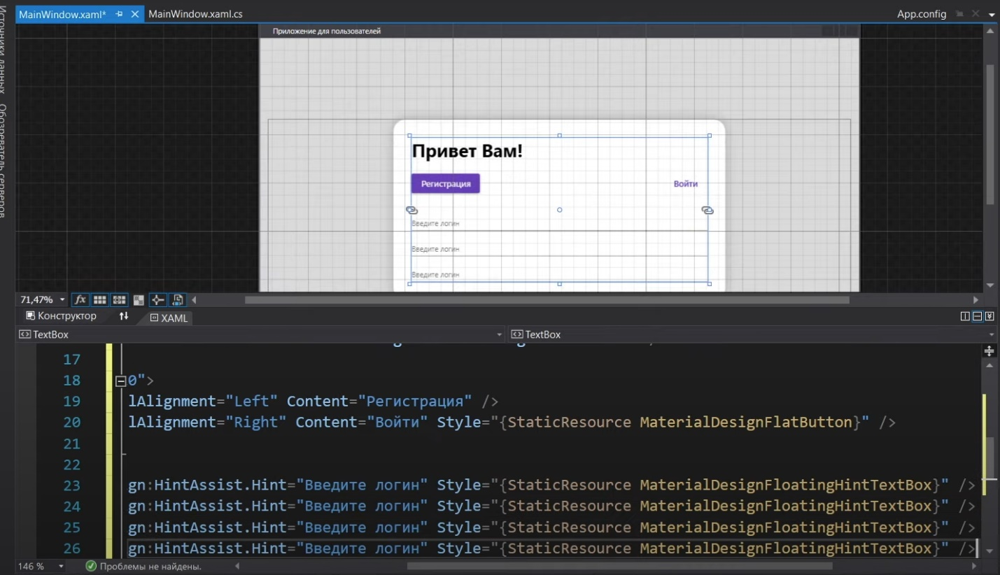 Источники данных
Обозреватель серверов
MainWindow.xaml*
MainWindow.xaml.cs
App.config
Приложение для пользователей
Привет Вам!
Регистрация
Войти
Введите логин
Введите логин
Введите логин
71,47%
fx
Конструктор
XAML
TextBox
TextBox
17
18 0">
19 lAlignment="Left" Content="Регистрация" />
20 lAlignment="Right" Content="Войти" Style="{StaticResource MaterialDesignFlatButton}" />
21
22
23 gn:HintAssist.Hint="Введите логин" Style="{StaticResource MaterialDesignFloatingHintTextBox}" />
24 gn:HintAssist.Hint="Введите логин" Style="{StaticResource MaterialDesignFloatingHintTextBox}" />
25 gn:HintAssist.Hint="Введите логин" Style="{StaticResource MaterialDesignFloatingHintTextBox}" />
26 gn:HintAssist.Hint="Введите логин" Style="{StaticResource MaterialDesignFloatingHintTextBox}" />
146 %
Проблемы не найдены.